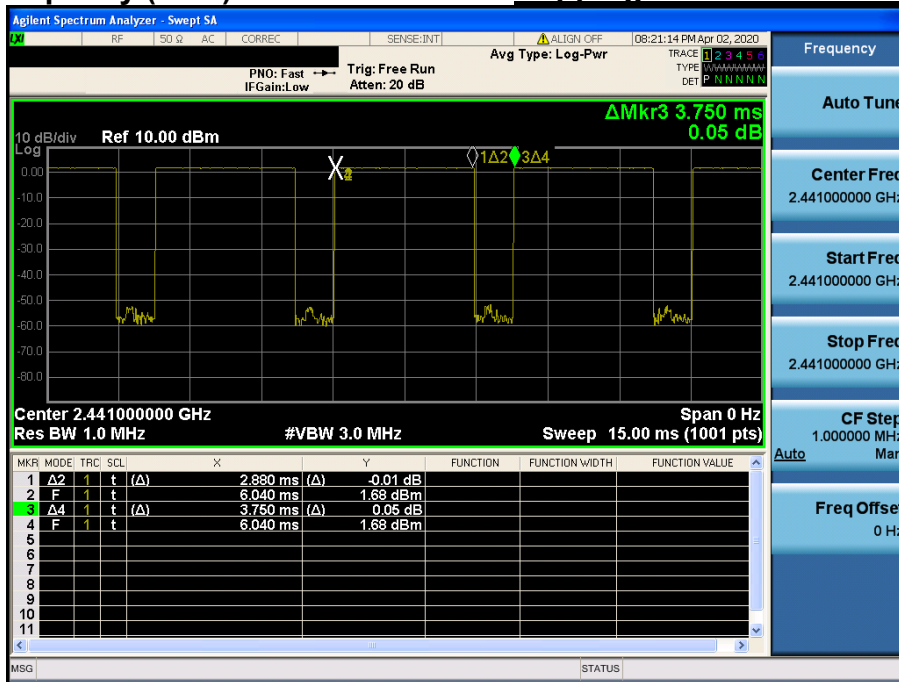 Agilent Spectrum Analyzer - Swept SA
LXI RF 50 Ω AC CORREC SENSE:INT ALIGN OFF 08:21:14 PM Apr 02, 2020
Avg Type: Log-Pwr TRACE 1 2 3 4 5 6
PNO: Fast Trig: Free Run TYPE WWWWWW
IFGain:Low Atten: 20 dB DET P N N N N N
Frequency
Auto Tune
Center Freq
2.441000000 GHz
Start Freq
2.441000000 GHz
Stop Freq
2.441000000 GHz
CF Step
1.000000 MHz
Auto Man
Freq Offset
0 Hz
ΔMkr3 3.750 ms
0.05 dB
10 dB/div Ref 10.00 dBm
Log
X 1Δ2 3Δ4
0.00
-10.0
-20.0
-30.0
-40.0
-50.0
-60.0
-70.0
-80.0
Center 2.441000000 GHz Span 0 Hz
Res BW 1.0 MHz #VBW 3.0 MHz Sweep 15.00 ms (1001 pts)
MKR MODE TRC SCL X Y FUNCTION FUNCTION WIDTH FUNCTION VALUE
1 Δ2 1 t (Δ) 2.880 ms (Δ) -0.01 dB
2 F 1 t 6.040 ms 1.68 dBm
3 Δ4 1 t (Δ) 3.750 ms (Δ) 0.05 dB
4 F 1 t 6.040 ms 1.68 dBm
5
6
7
8
9
10
11
MSG STATUS